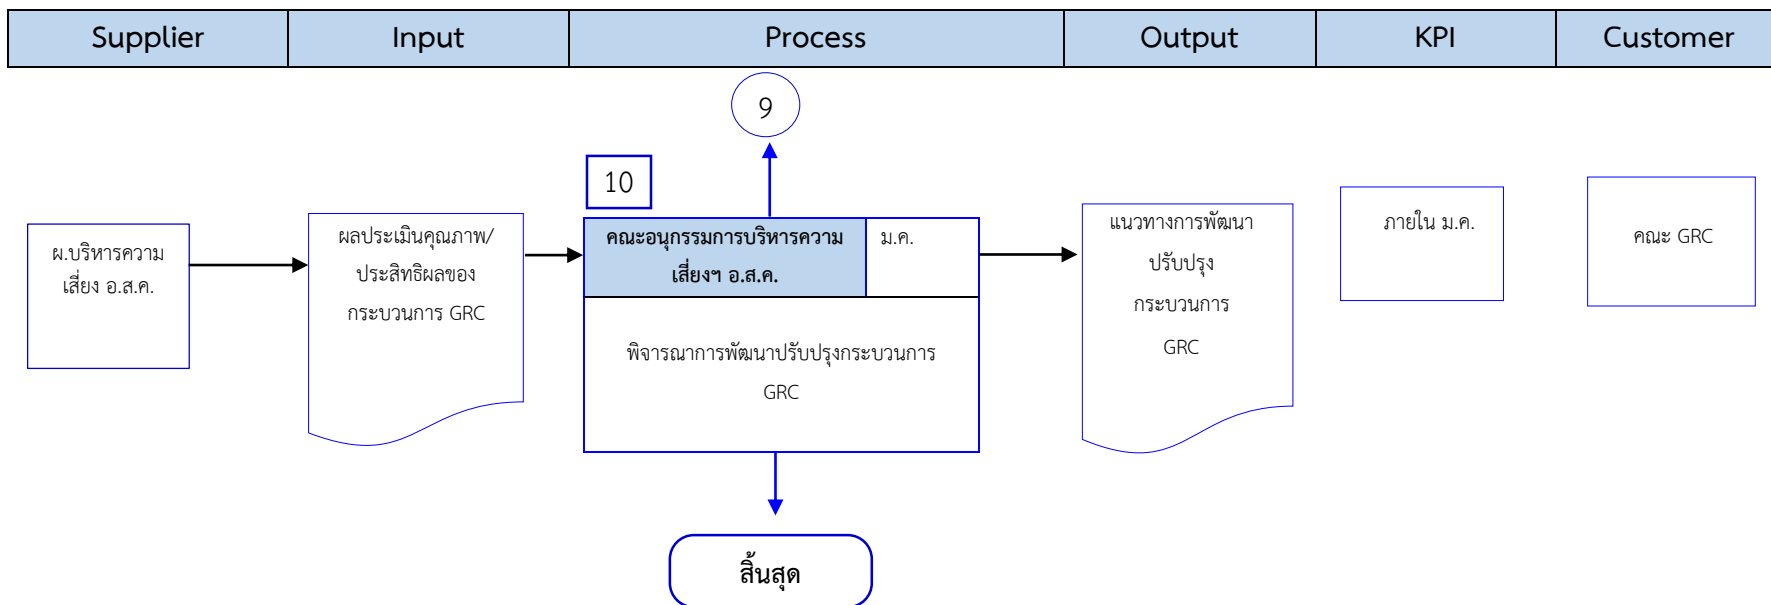 Supplier
Input
Process
Output
KPI
Customer
9
10
ผ.บริหารความ
เสี่ยง อ.ส.ค.
ผลประเมินคุณภาพ/
ประสิทธิผลของ
กระบวนการ GRC
คณะอนุกรรมการบริหารความ
เสี่ยงฯ อ.ส.ค.
ม.ค.
พิจารณาการพัฒนาปรับปรุงกระบวนการ
GRC
แนวทางการพัฒนา
ปรับปรุง
กระบวนการ
GRC
ภายใน ม.ค.
คณะ GRC
สิ้นสุด